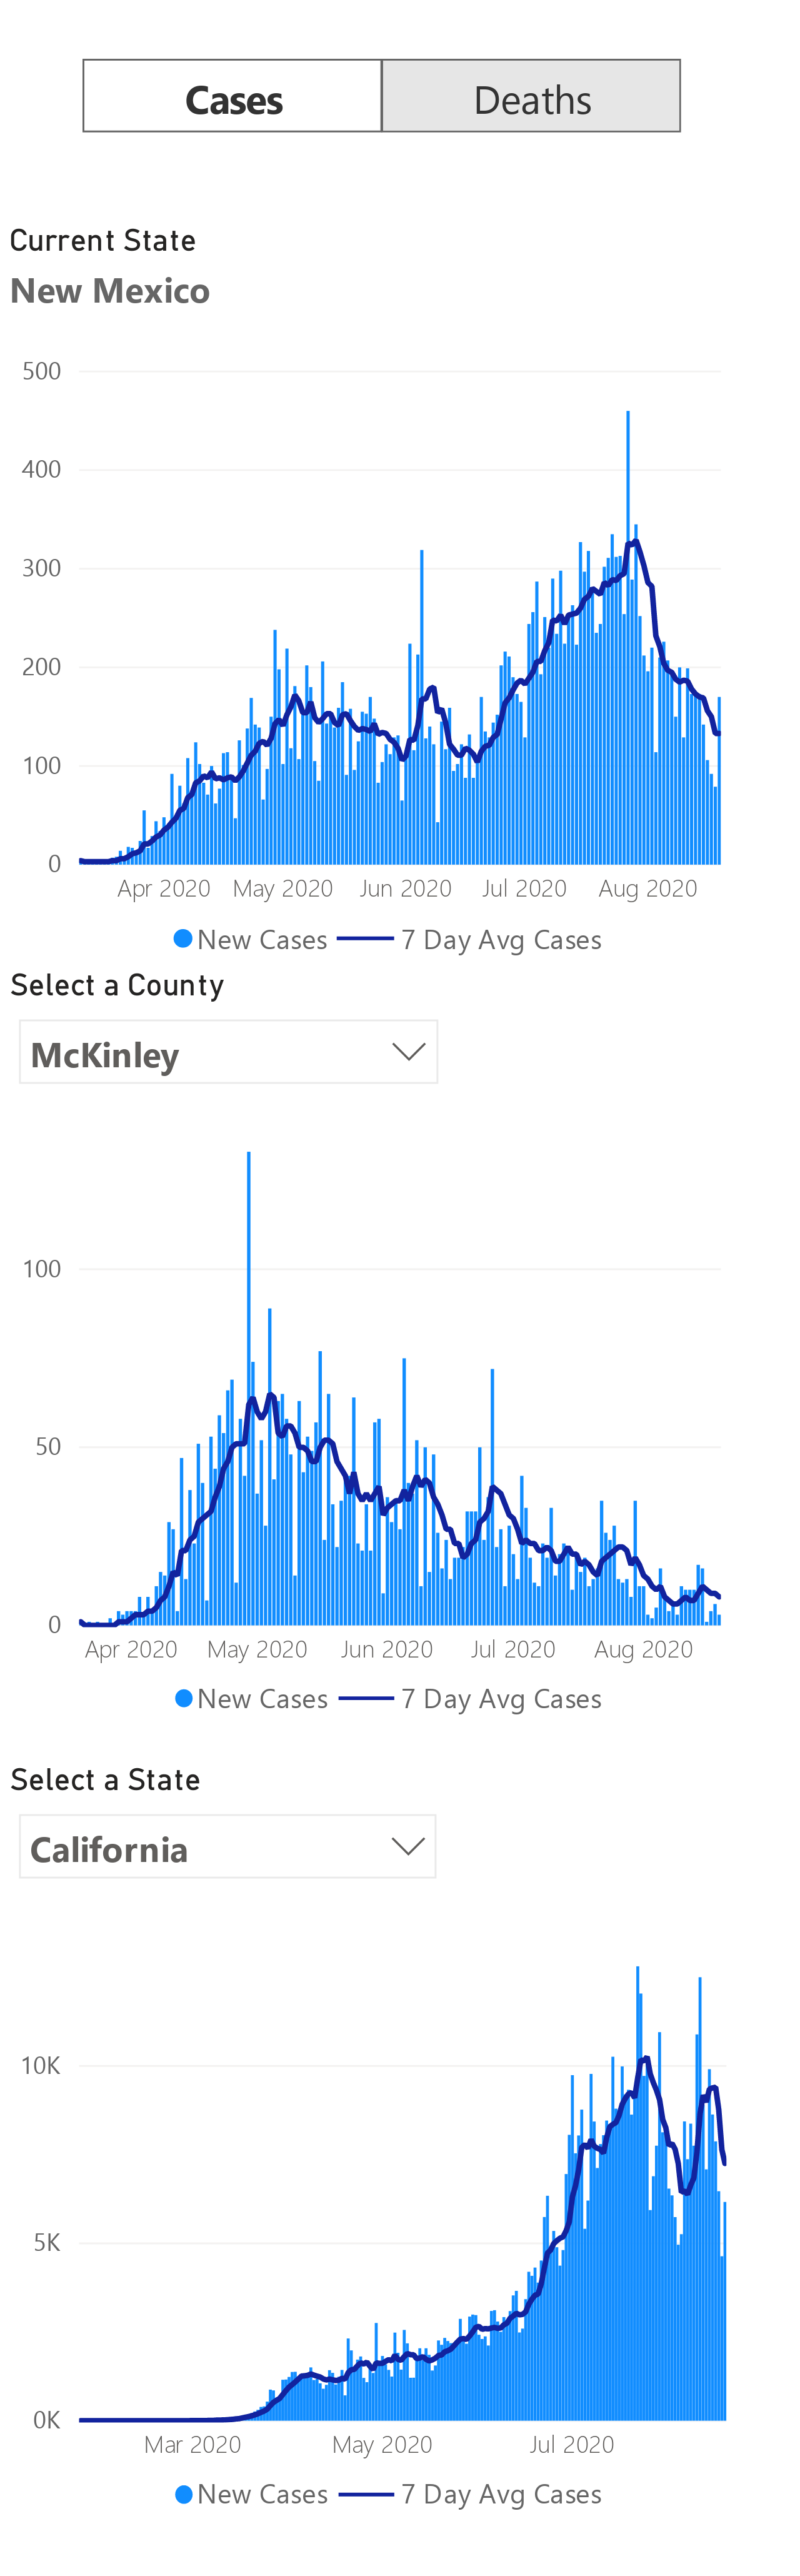 Cases Deaths
Current State
New Mexico
500
400
300
200
100
0
Apr 2020 May 2020 Jun 2020 Jul 2020 Aug 2020
New Cases 7 Day Avg Cases
Select a County
McKinley
100
50
0
Apr 2020 May 2020 Jun 2020 Jul 2020 Aug 2020
New Cases 7 Day Avg Cases
Select a State
California
10K
5K
0K
Mar 2020 May 2020 Jul 2020
New Cases 7 Day Avg Cases